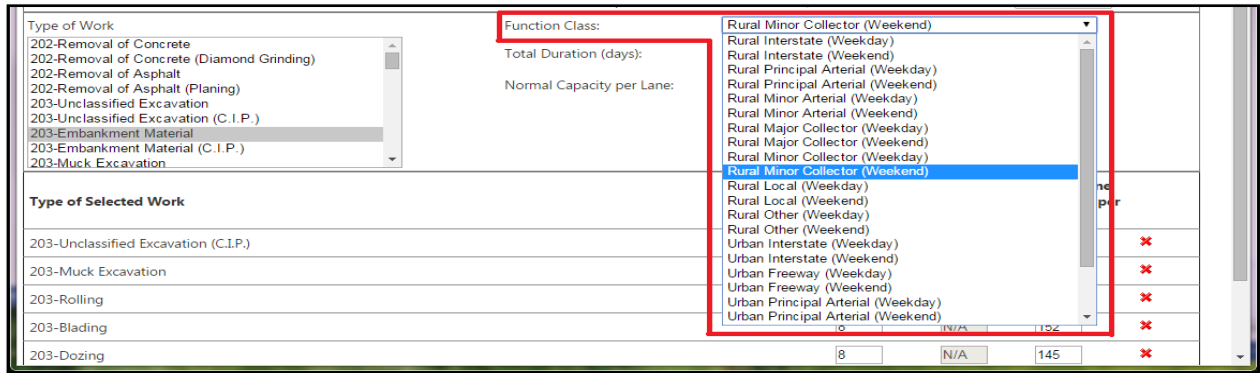 Type of Work
202-Removal of Concrete
202-Removal of Concrete (Diamond Grinding)
202-Removal of Asphalt
202-Removal of Asphalt (Planing)
203-Unclassified Excavation
203-Unclassified Excavation (C.I.P.)
203-Embankment Material
203-Embankment Material (C.I.P.)
203-Muck Excavation
Function Class:
Total Duration (days):
Normal Capacity per Lane:
Rural Minor Collector (Weekend)
Rural Interstate (Weekday)
Rural Interstate (Weekend)
Rural Principal Arterial (Weekday)
Rural Principal Arterial (Weekend)
Rural Minor Arterial (Weekday)
Rural Minor Arterial (Weekend)
Rural Major Collector (Weekday)
Rural Major Collector (Weekend)
Rural Minor Collector (Weekday)
Rural Minor Collector (Weekend)
Rural Local (Weekday)
Rural Local (Weekend)
Rural Other (Weekday)
Rural Other (Weekend)
Urban Interstate (Weekday)
Urban Interstate (Weekend)
Urban Freeway (Weekday)
Urban Freeway (Weekend)
Urban Principal Arterial (Weekday)
Urban Principal Arterial (Weekend)
Type of Selected Work
203-Unclassified Excavation (C.I.P.)
203-Muck Excavation
203-Rolling
203-Blading 8 N/A 152
203-Dozing 8 N/A 145